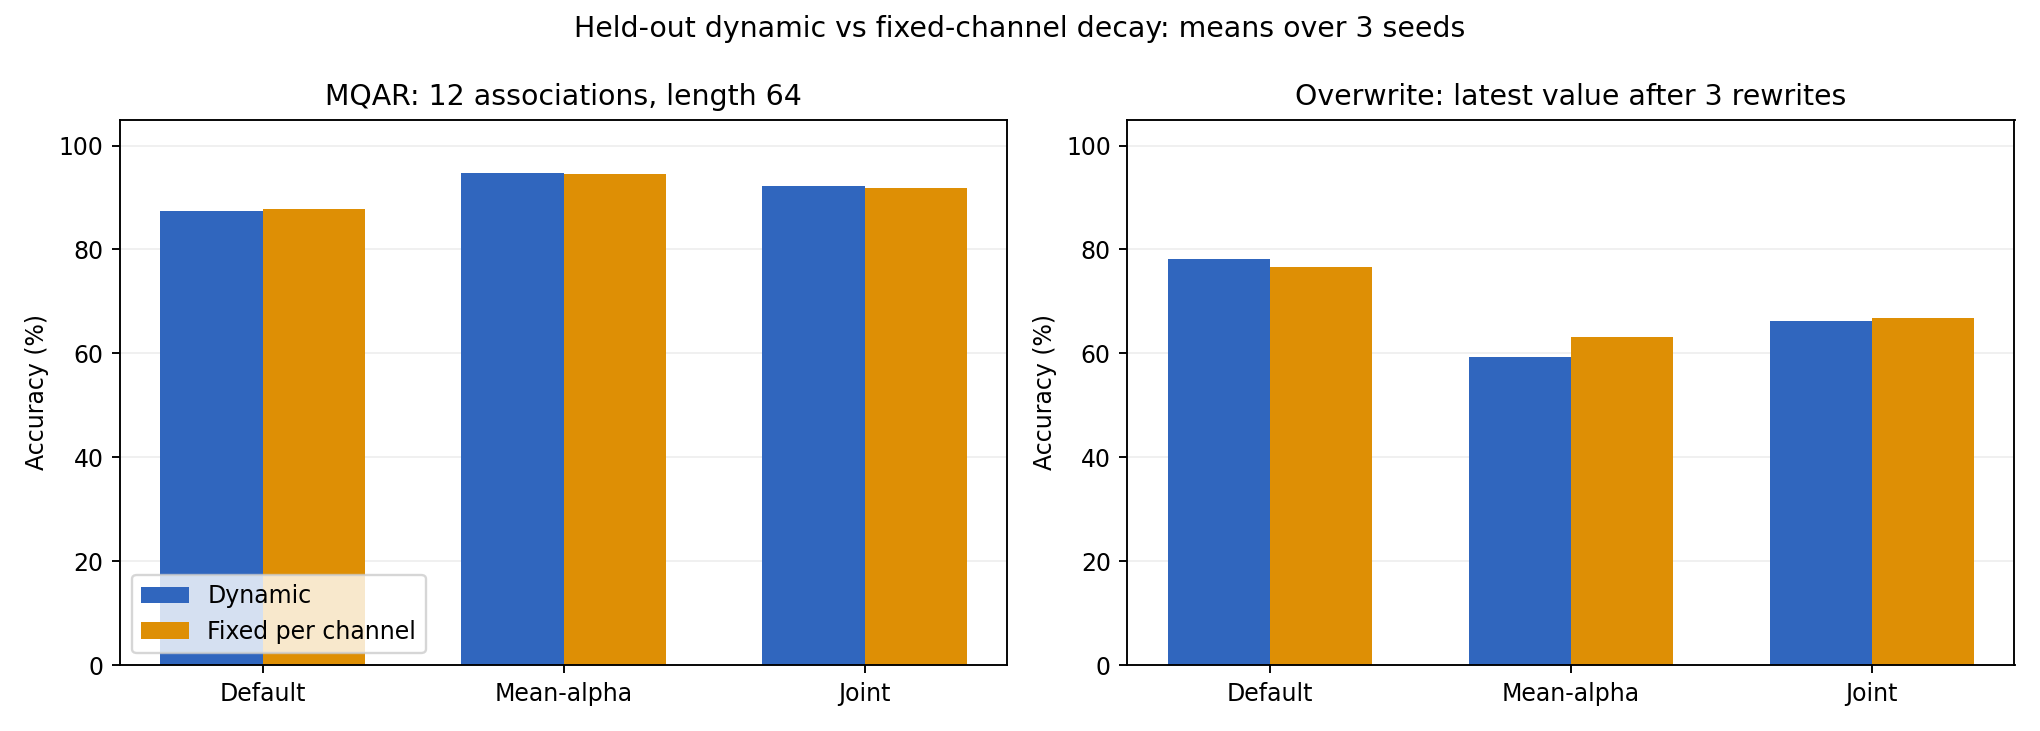 Held-out dynamic vs fixed-channel decay: means over 3 seeds
MQAR: 12 associations, length 64
Accuracy (%)
100
80
60
40
20
0
Dynamic
Fixed per channel
Default
Mean-alpha
Joint
Overwrite: latest value after 3 rewrites
Accuracy (%)
100
80
60
40
20
0
Default
Mean-alpha
Joint